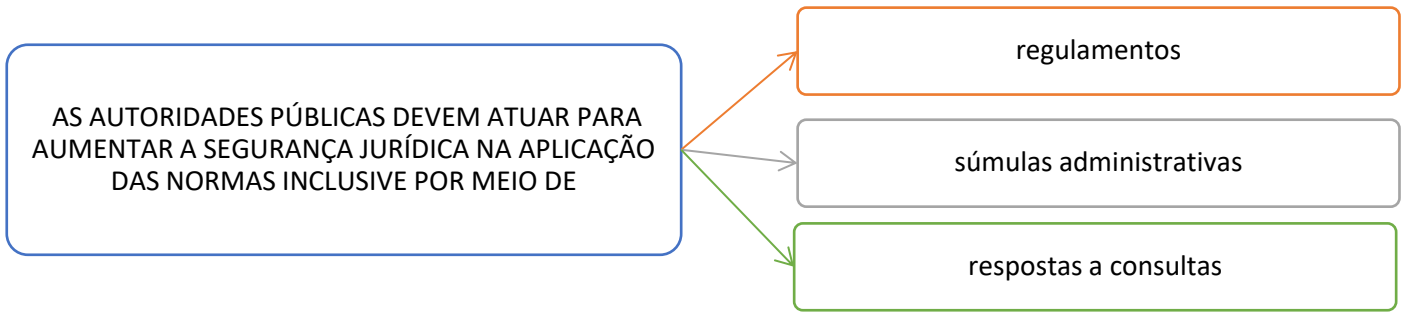 AS AUTORIDADES PÚBLICAS DEVEM ATUAR PARA
AUMENTAR A SEGURANÇA JURÍDICA NA APLICAÇÃO
DAS NORMAS INCLUSIVE POR MEIO DE
regulamentos
súmulas administrativas
respostas a consultas